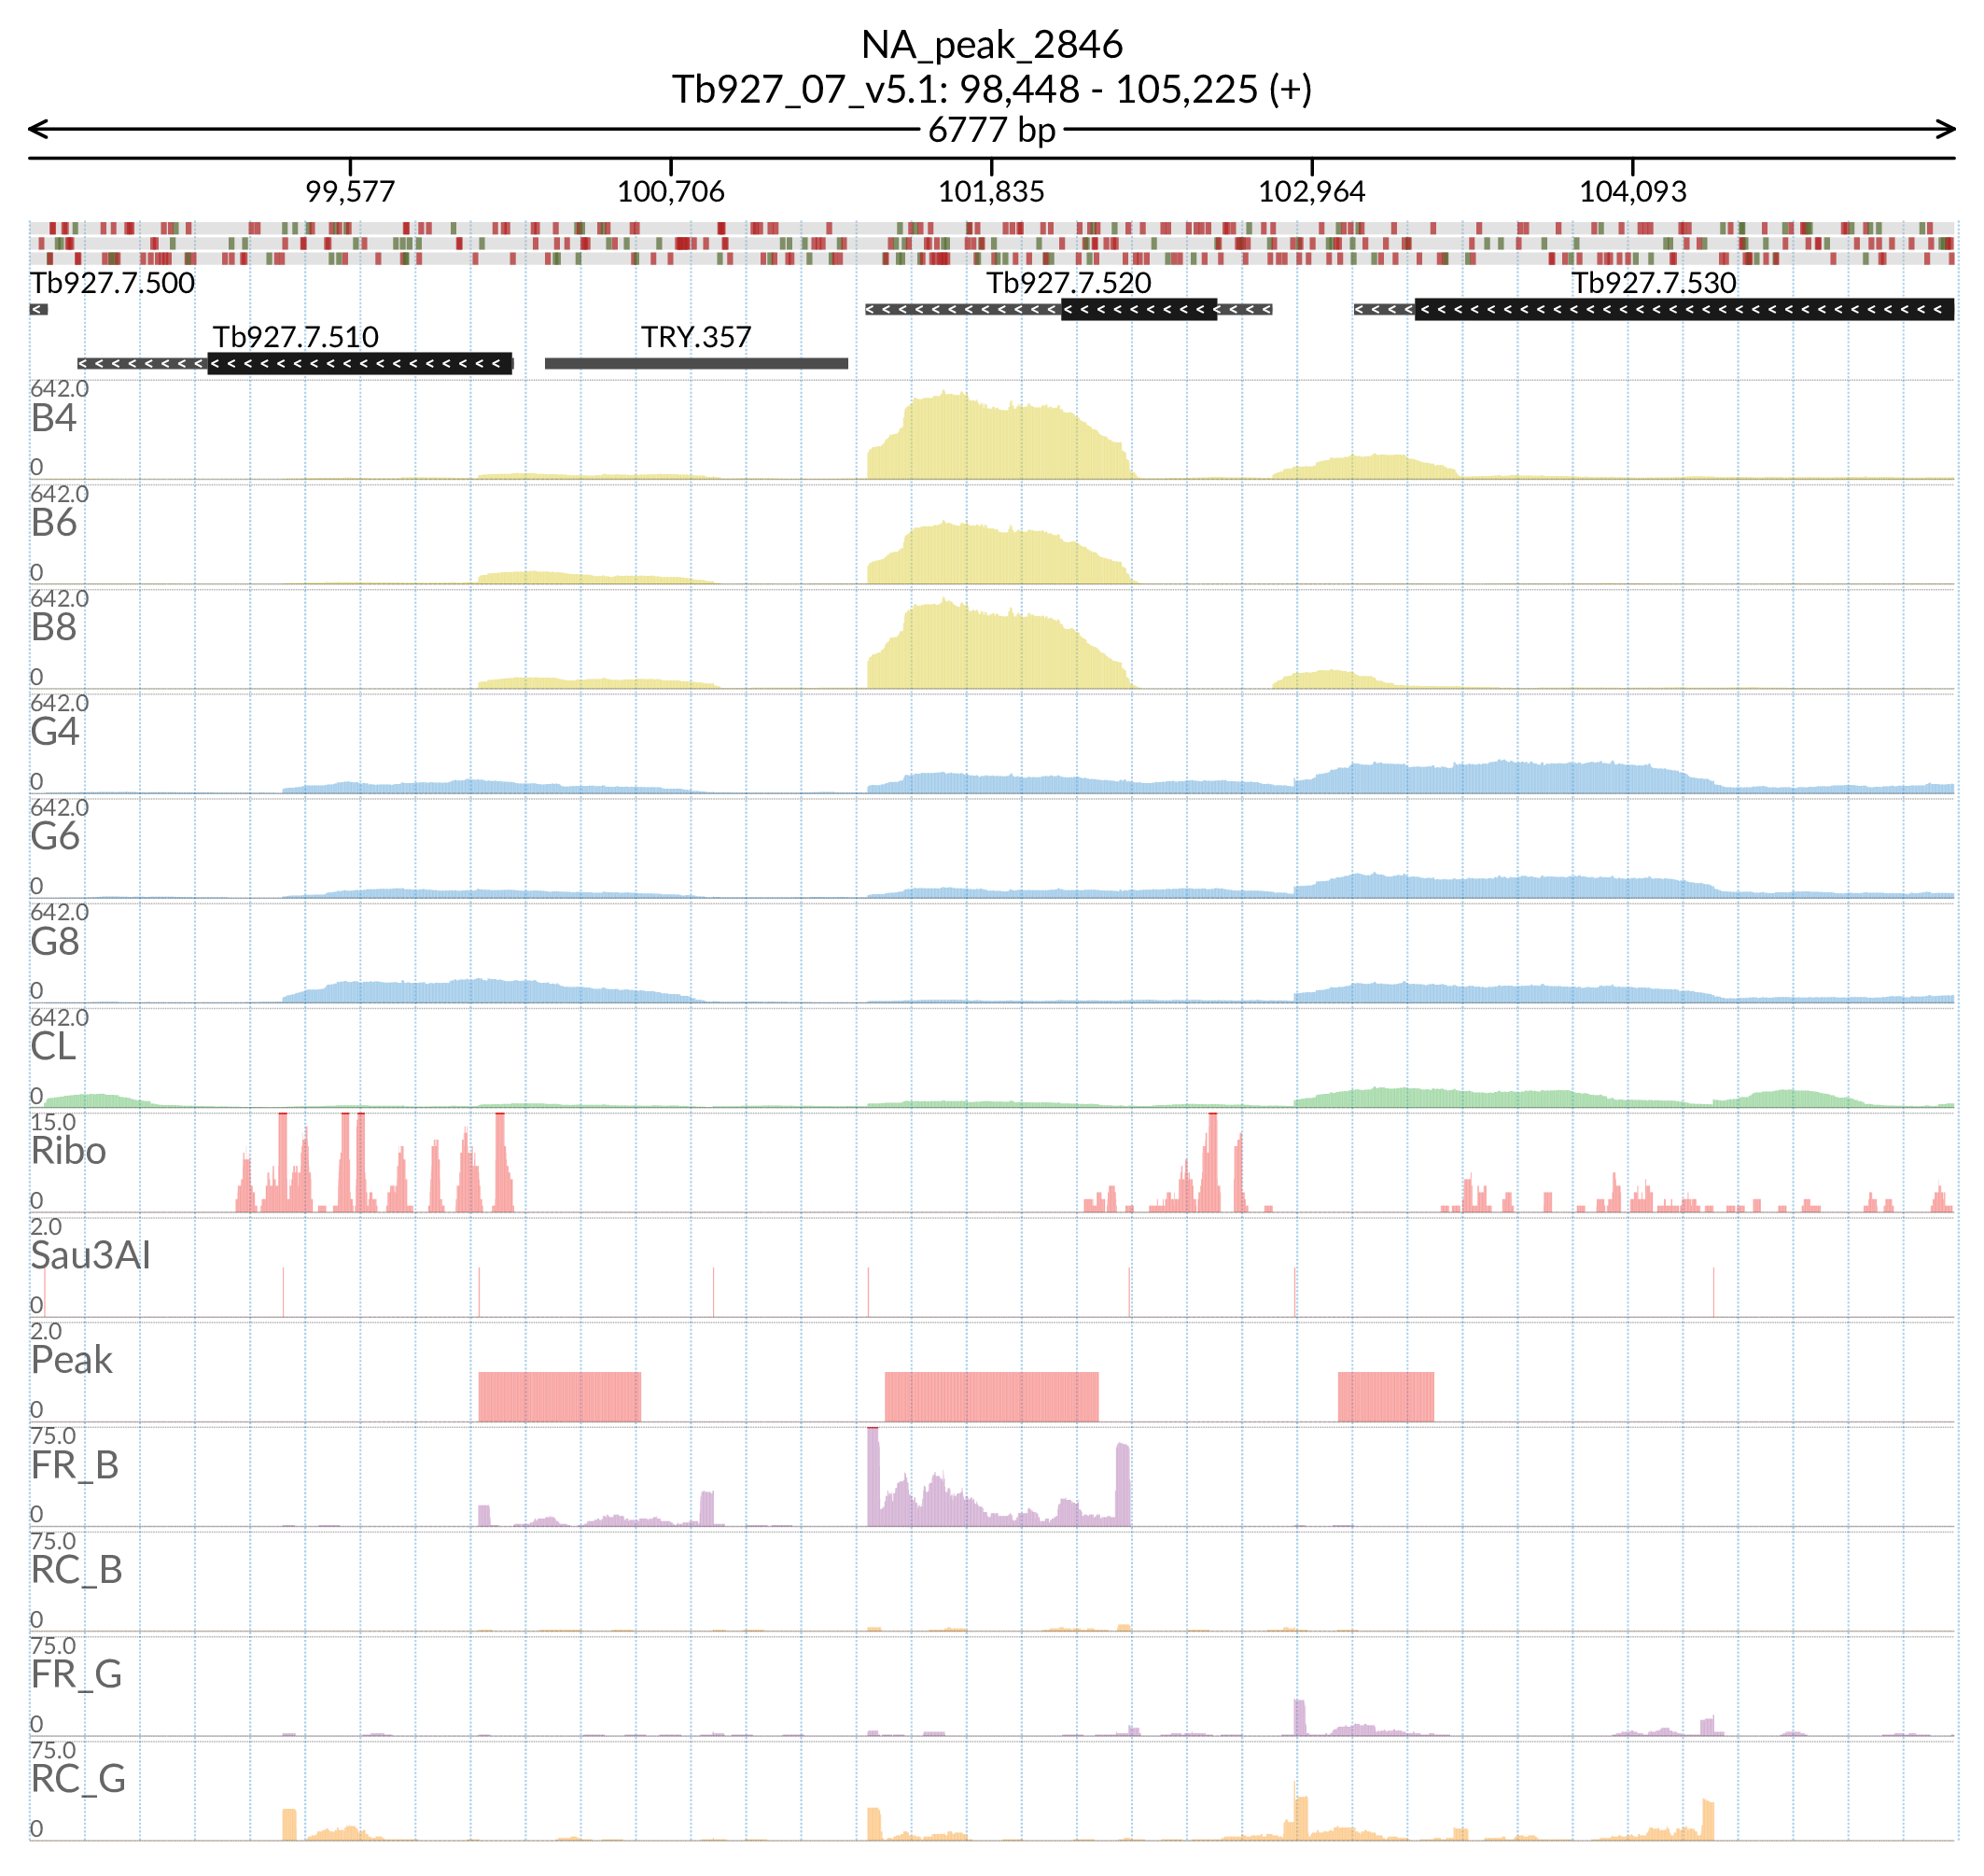 NA_peak_2846
Tb927_07_v5.1: 98,448 - 105,225 (+)
6777 bp
99,577 100,706 101,835 102,964 104,093
Tb927.7.500 Tb927.7.520 Tb927.7.530
Tb927.7.510 TRY.357
642.0
B4
0
642.0
B6
0
642.0
B8
0
642.0
G4
0
642.0
G6
0
642.0
G8
0
642.0
CL
0
15.0
Ribo
0
2.0
Sau3AI
0
2.0
Peak
0
75.0
FR_B
0
75.0
RC_B
0
75.0
FR_G
0
75.0
RC_G
0